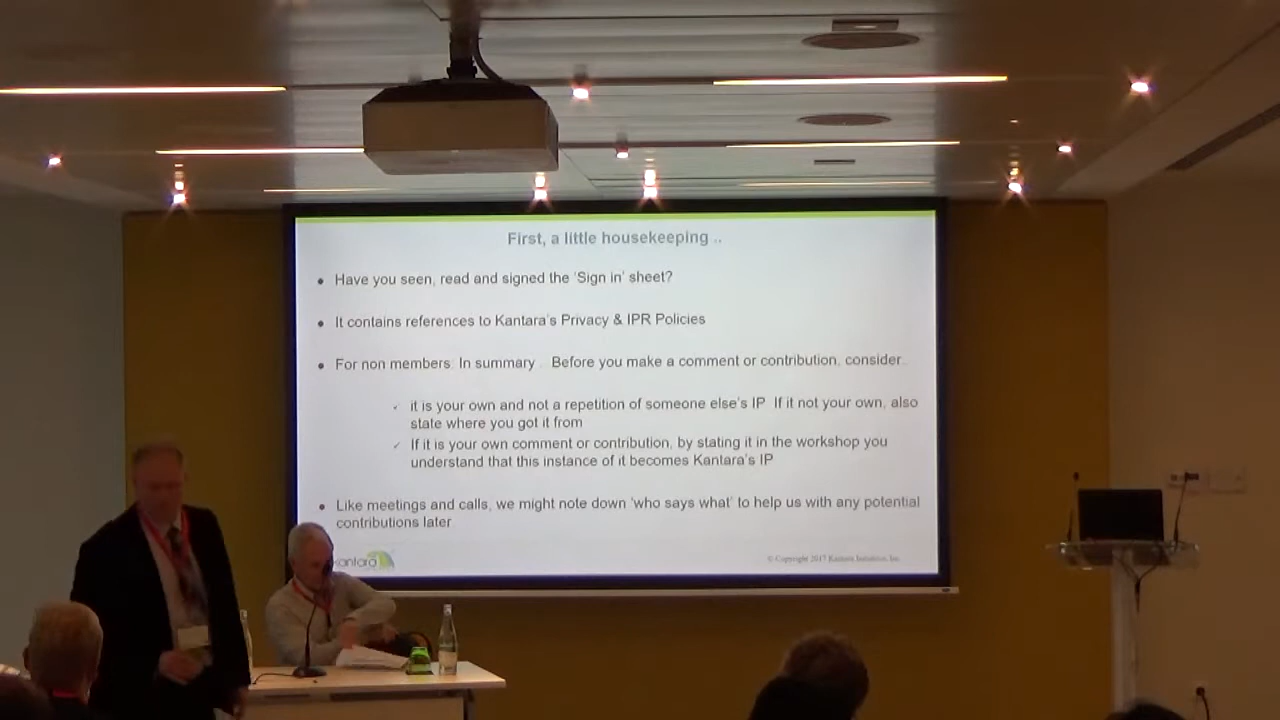 First, a little housekeeping ..
Have you seen, read and signed the 'Sign in' sheet?
It contains references to Kantara's Privacy & IPR Policies
For non members: In summary . Before you make a comment or contribution, consider..
it is your own and not a repetition of someone else's IP If it not your own, also
state where you got it from
If it is your own comment or contribution, by stating it in the workshop you
understand that this instance of it becomes Kantara's IP
Like meetings and calls, we might note down 'who says what' to help us with any potential
contributions later
kantara
© Copyright 2017 Kantara Initiative, Inc.